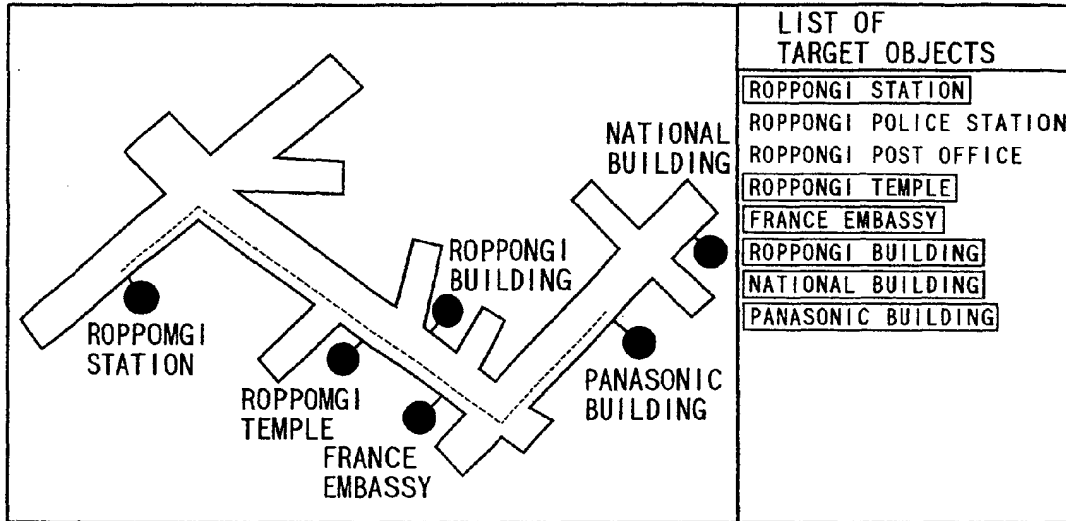 NATIONAL
BUILDING
ROPPONGI
BUILDING
ROPPOMGI
STATION
ROPPOMGI
TEMPLE
FRANCE
EMBASSY
PANASONIC
BUILDING
LIST OF
TARGET OBJECTS
ROPPONGI STATION
ROPPONGI POLICE STATION
ROPPONGI POST OFFICE
ROPPONGI TEMPLE
FRANCE EMBASSY
ROPPONGI BUILDING
NATIONAL BUILDING
PANASONIC BUILDING